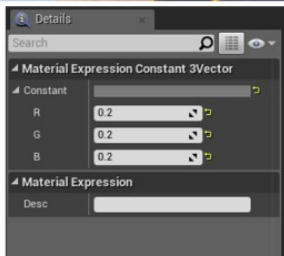 Details
Search
Material Expression Constant 3Vector
Constant
R 0.2
G 0.2
B 0.2
Material Expression
Desc